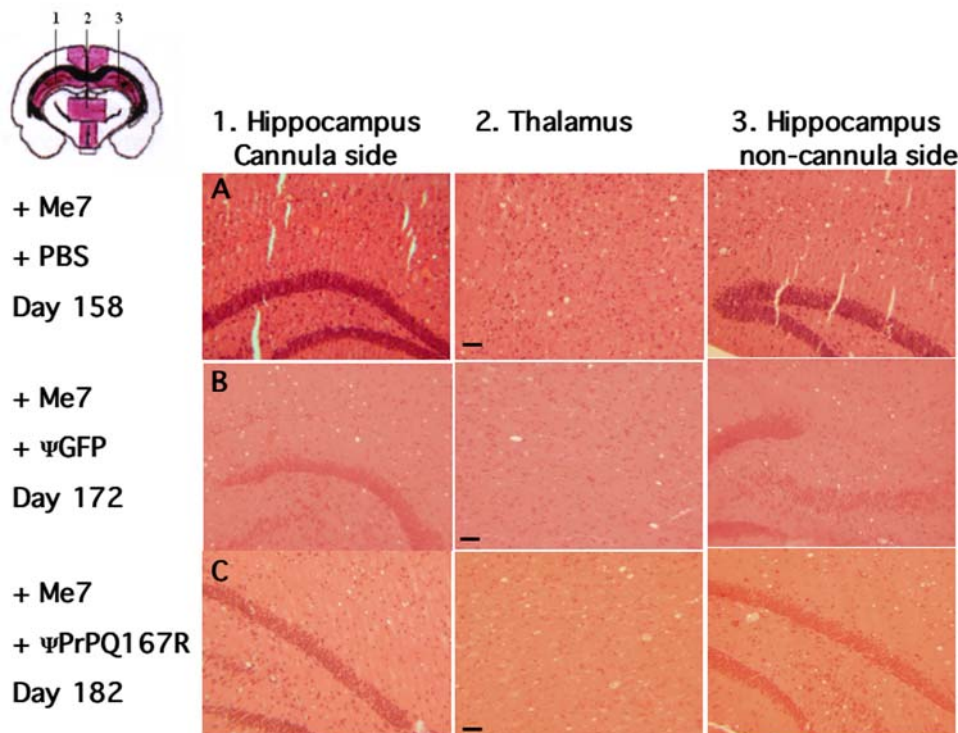 1 2 3
1. Hippocampus
Cannula side
2. Thalamus
3. Hippocampus
non-cannula side
+ Me7
+ PBS
Day 158
A
+ Me7
+ ΨGFP
Day 172
B
+ Me7
+ ΨPrPQ167R
Day 182
C